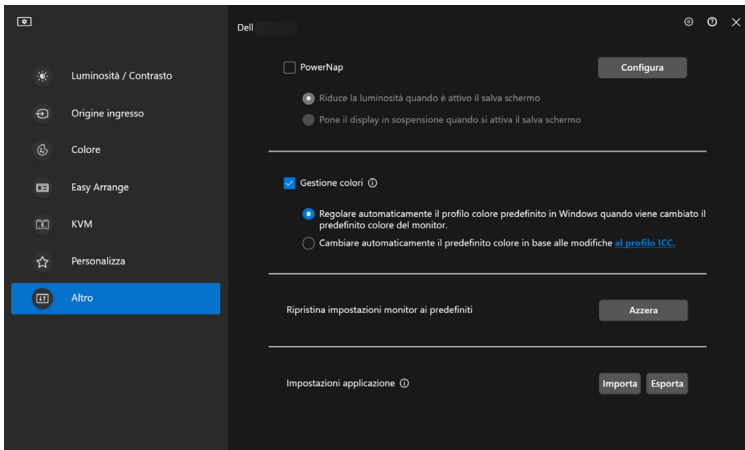 Dell
Luminosità / Contrasto
Origine ingresso
Colore
Easy Arrange
KVM
Personalizza
Altro
PowerNap
Configura
Riduce la luminosità quando è attivo il salva schermo
Pone il display in sospensione quando si attiva il salva schermo
Gestione colori
Regolare automaticamente il profilo colore predefinito in Windows quando viene cambiato il
predefinito colore del monitor.
Cambiare automaticamente il predefinito colore in base alle modifiche al profilo ICC.
Ripristina impostazioni monitor ai predefiniti
Azzera
Impostazioni applicazione
Importa
Esporta